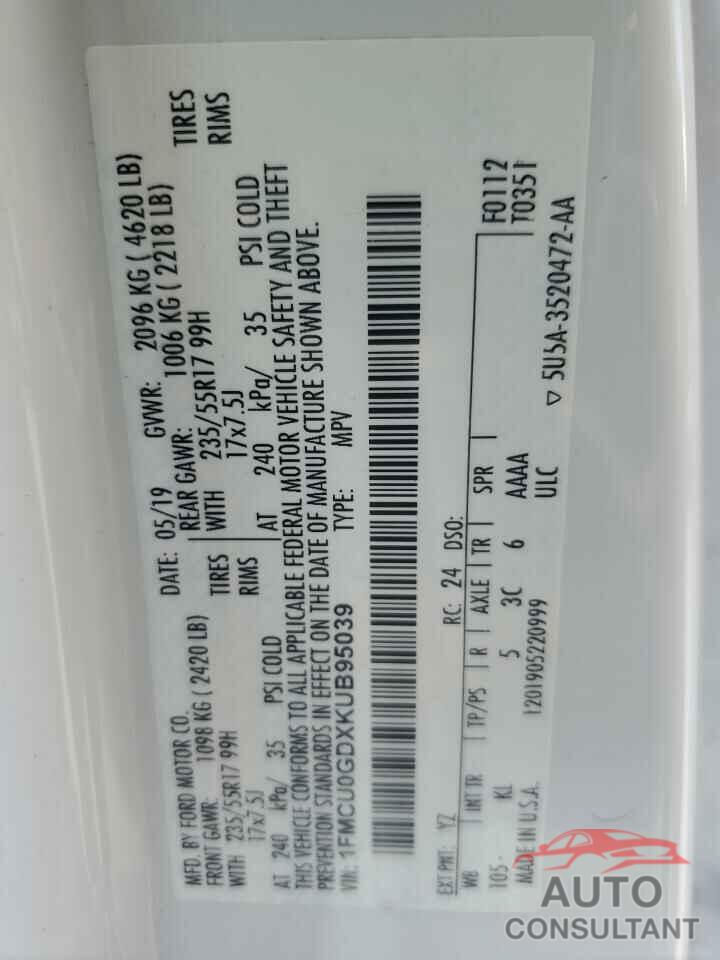 MFD. BY FORD MOTOR CO.
DATE: 05/19 GVWR: 2096 KG ( 4620 LB)
FRONT GAWR: 1098 KG ( 2420 LB) REAR GAWR: 1006 KG ( 2218 LB)
WITH 235/55R17 99H TIRES WITH 235/55R17 99H TIRES
17x7.5J RIMS 17x7.5J RIMS
AT 240 kPa/ 35 PSI COLD AT 240 kPa/ 35 PSI COLD
THIS VEHICLE CONFORMS TO ALL APPLICABLE FEDERAL MOTOR VEHICLE SAFETY AND THEFT
PREVENTION STANDARDS IN EFFECT ON THE DATE OF MANUFACTURE SHOWN ABOVE.
VIN: 1FMCU0GDXKUB95039 TYPE: MPV
EXT PNT: YZ RC: 24 DSO:
WB INT TR TP/PS R AXLE TR SPR F0112
105 KL 5 3C 6 AAAA T0351
ULC
MADE IN U.S.A. 1201905220999
▽ 5U5A-3520472-AA
AUTO
CONSULTANT